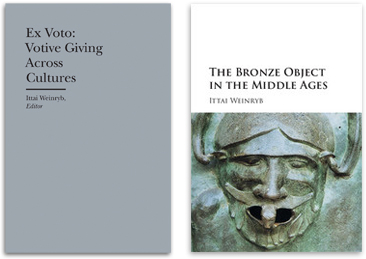 Ex Voto:
Votive Giving
Across
Cultures
Ittai Weinryb,
Editor
The Bronze Object
in the Middle Ages
Ittai Weinryb